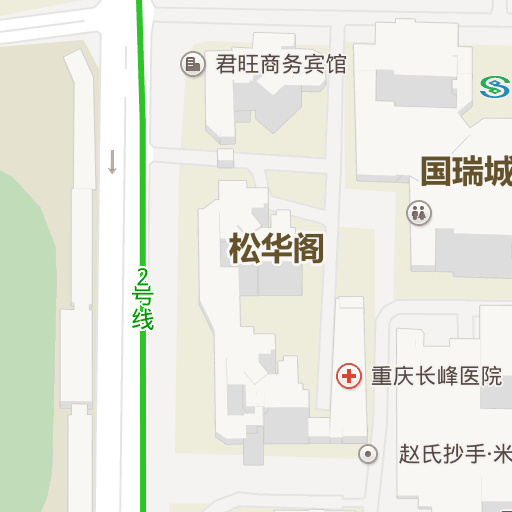 君旺商务宾馆
国瑞城
松华阁
2号线
重庆长峰医院
赵氏抄手·米